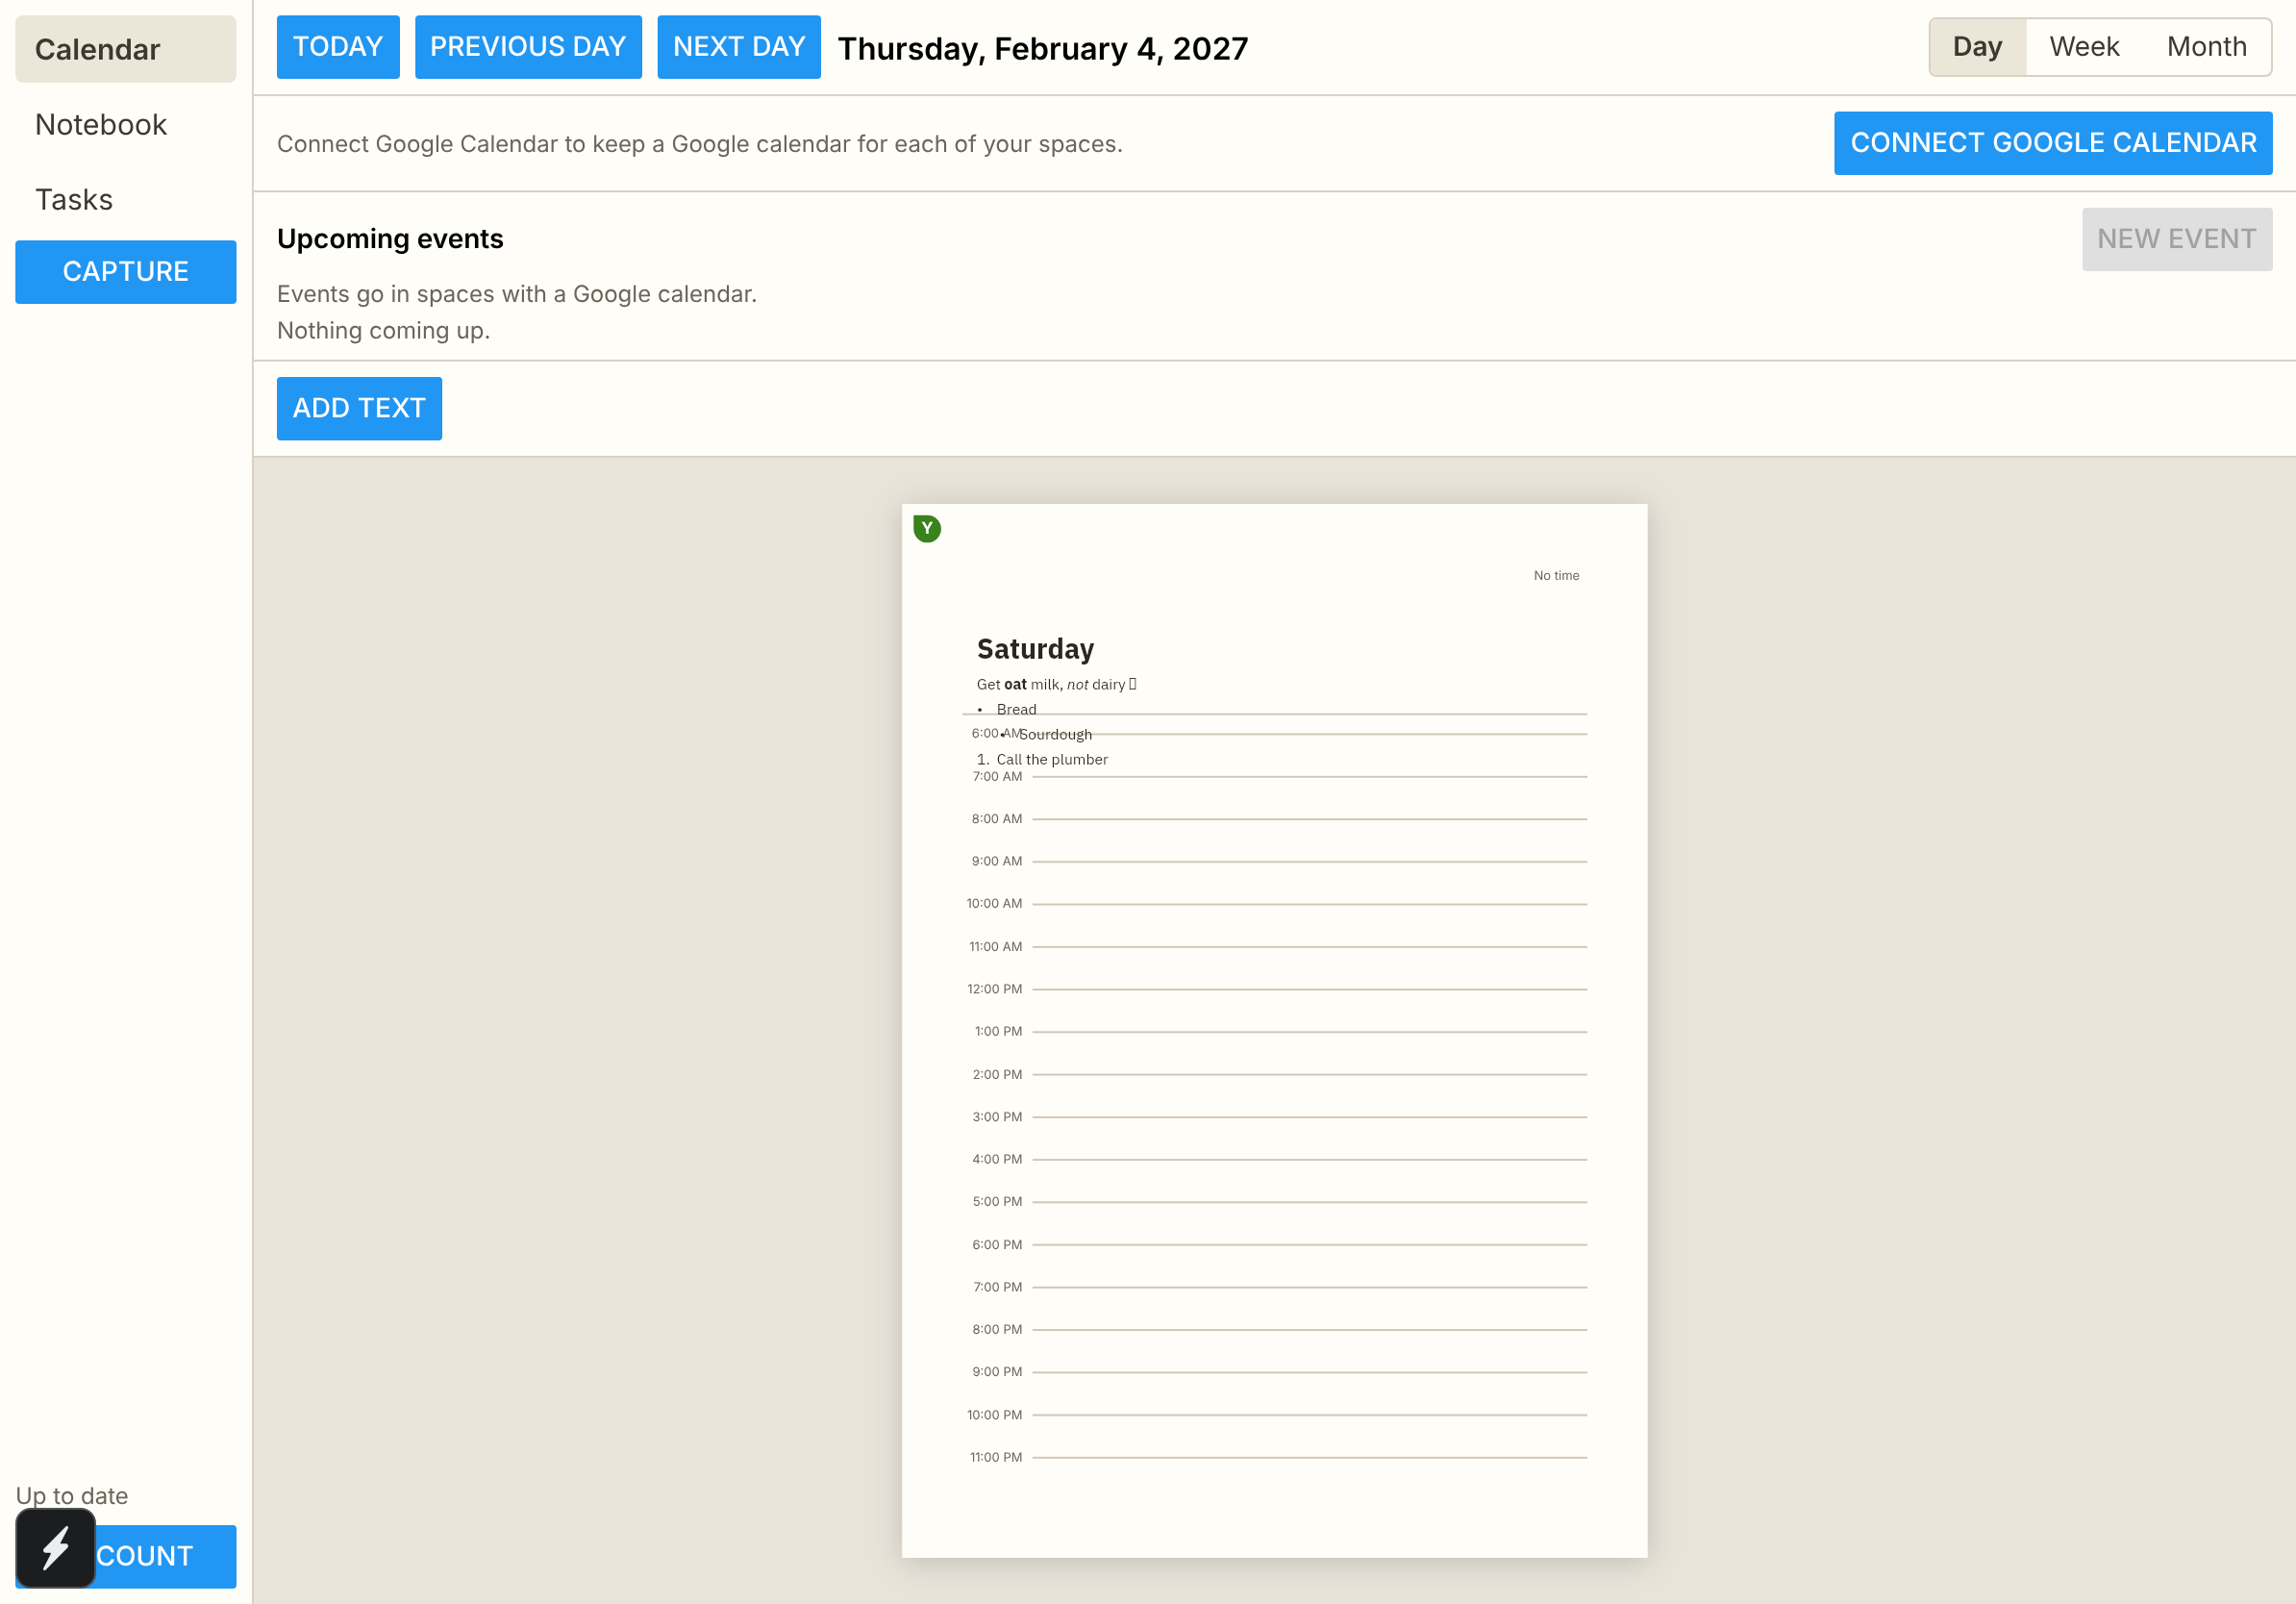 Calendar
Notebook
Tasks
CAPTURE
Up to date
COUNT
TODAY
PREVIOUS DAY
NEXT DAY
Thursday, February 4, 2027
Day
Week
Month
Connect Google Calendar to keep a Google calendar for each of your spaces.
CONNECT GOOGLE CALENDAR
Upcoming events
NEW EVENT
Events go in spaces with a Google calendar.
Nothing coming up.
ADD TEXT
Y
No time
Saturday
Get oat milk, not dairy
• Bread
6:00 AM
• Sourdough
1. Call the plumber
7:00 AM
8:00 AM
9:00 AM
10:00 AM
11:00 AM
12:00 PM
1:00 PM
2:00 PM
3:00 PM
4:00 PM
5:00 PM
6:00 PM
7:00 PM
8:00 PM
9:00 PM
10:00 PM
11:00 PM